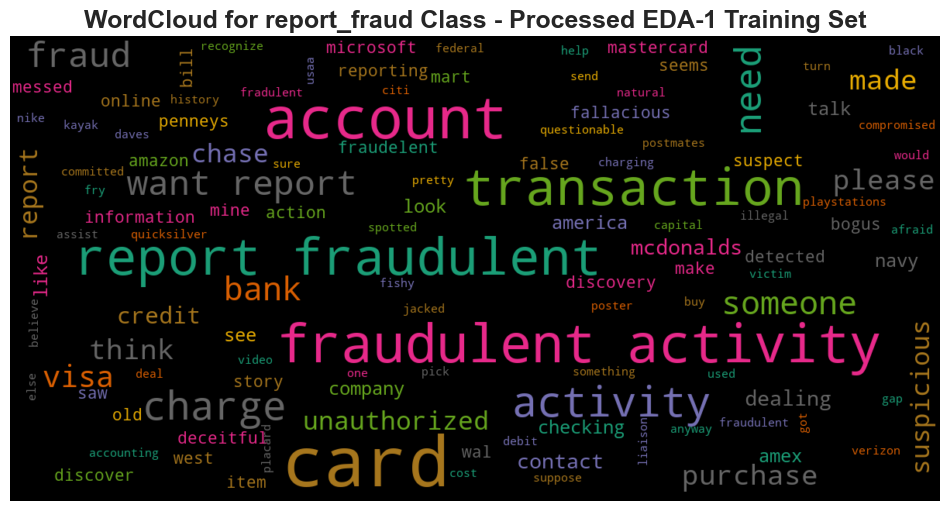 WordCloud for report_fraud Class - Processed EDA-1 Training Set
fraud
bill
recognize
usaa
microsoft
federal
help
mastercard
need
black
messed
reporting
mart
seems
turn
made
online
history
fradulent
citi
send
natural
talk
nike
kayak
daves
penneys
account
questionable
fallacious
compromised
postmates
report
committed
amazon
chase
sure
fraudelent
false
charging
suspect
would
fry
want report
pretty
transaction
please
playstations
information
mine
action
look
america
capital
illegal
bogus
afraid
assist
quicksilver
spotted
like
report fraudulent
mcdonalds
make
detected
navy
bank
fishy
discovery
victim
believe
credit
jacked
poster
buy
someone
think
see
fraudulent activity
suspicious
visa
deal
video
story
one
pick
something
used
else
saw
company
activity
dealing
gap
old
charge
unauthorized
checking
anyway
fraudulent
got
deceitful
placard
debit
liaison
accounting
west
card
wal
contact
amex
verizon
discover
item
cost
suppose
purchase